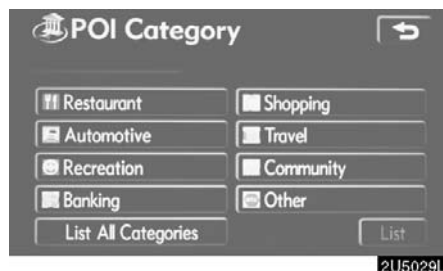 POI Category
Restaurant
Shopping
Automotive
Travel
Recreation
Community
Banking
Other
List All Categories
List
2U5029I